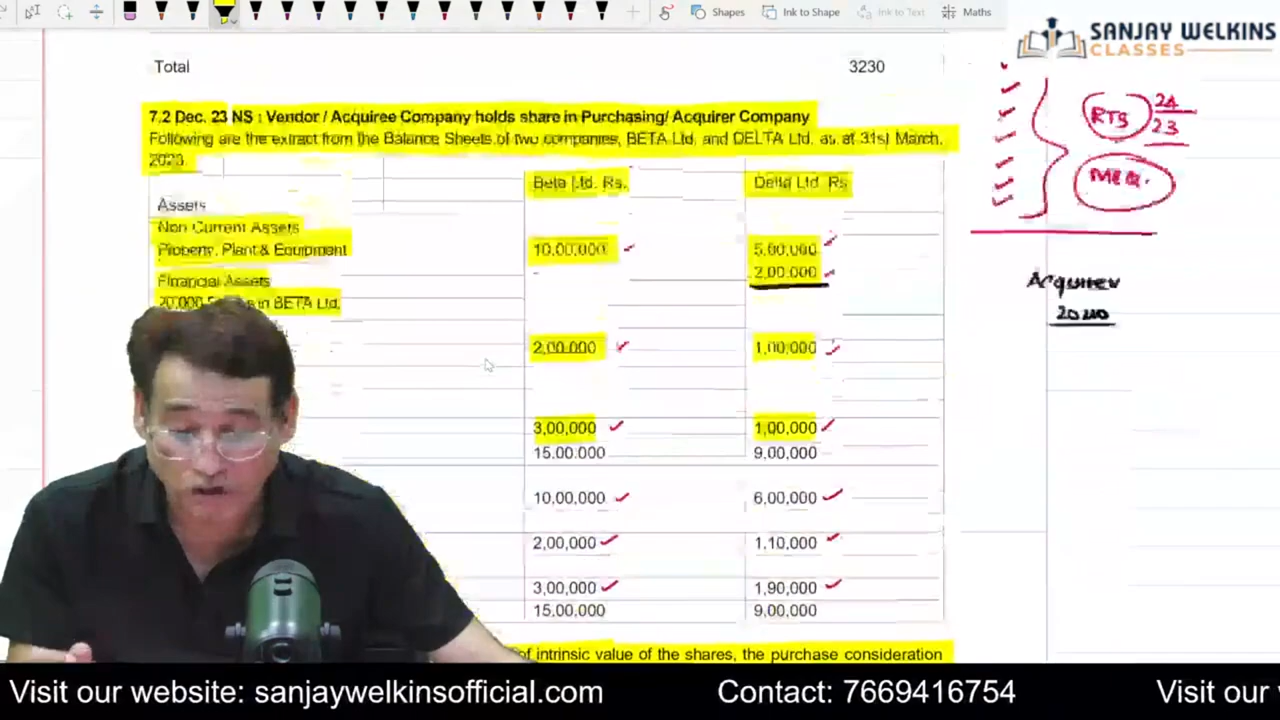 Shapes Ink to Shape Ink to Text Maths
SANJAY WELKINS
CLASSES
Total 3230
RTS 24
23
7.2 Dec. 23 NS : Vendor / Acquiree Company holds share in Purchasing/ Acquirer Company
Following are the extract from the Balance Sheets of two companies, BETA Ltd. and DELTA Ltd. as at 31st March,
2023.
Beta Ltd. Rs. Delta Ltd. Rs
Assets
Non Current Assets
Property, Plant & Equipment 10,00,000 5,00,000
Financial Assets - 2,00,000
20,000 in BETA Ltd.
Acquirer
2,00,000 1,00,000
3,00,000 1,00,000
15,00,000 9,00,000
10,00,000 6,00,000
2,00,000 1,10,000
3,00,000 1,90,000
15,00,000 9,00,000
of intrinsic value of the shares, the purchase consideration
Visit our website: sanjaywelkinsofficial.com Contact: 7669416754 Visit our